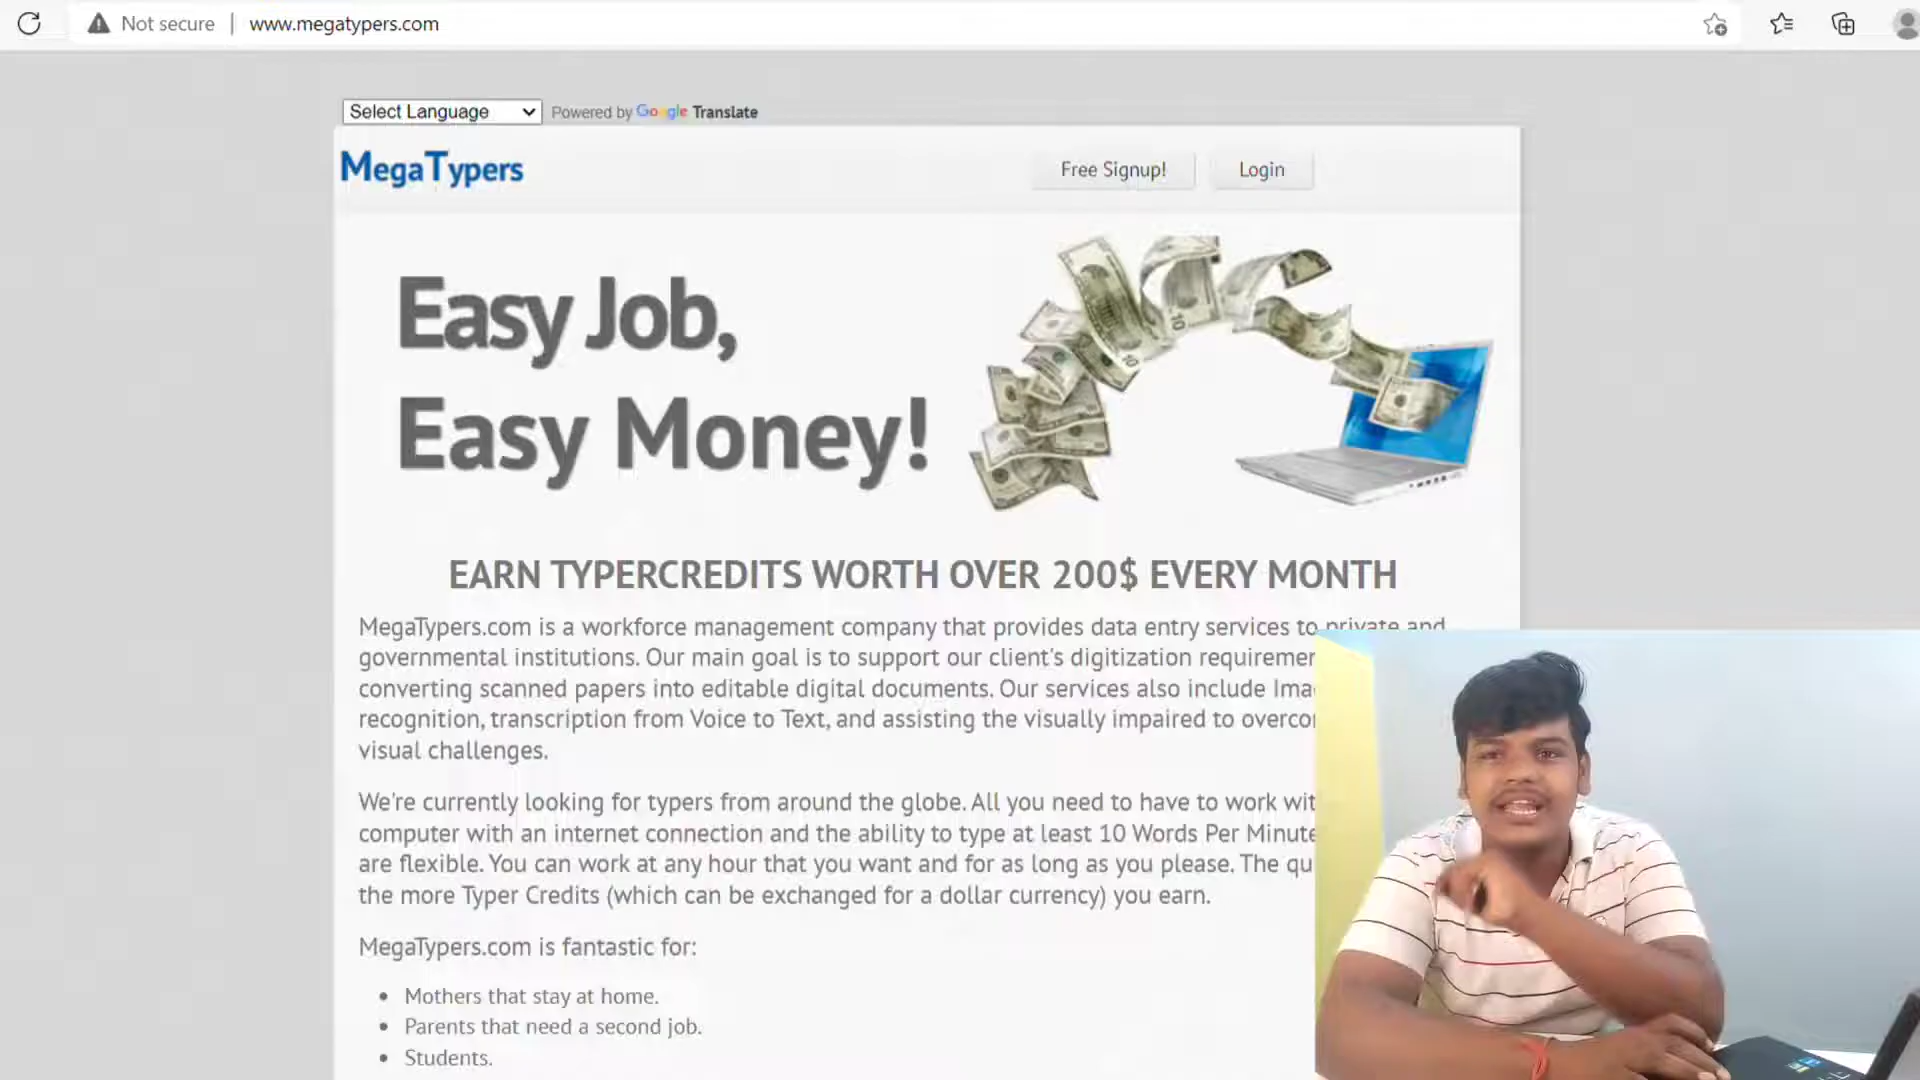 Not secure | www.megatypers.com
Select Language Powered by Google Translate
MegaTypers Free Signup! Login
Easy Job,
Easy Money!
EARN TYPERCREDITS WORTH OVER 200$ EVERY MONTH
MegaTypers.com is a workforce management company that provides data entry services to private and
governmental institutions. Our main goal is to support our client's digitization requiremen
converting scanned papers into editable digital documents. Our services also include Ima
recognition, transcription from Voice to Text, and assisting the visually impaired to overco
visual challenges.
We're currently looking for typers from around the globe. All you need to have to work wit
computer with an internet connection and the ability to type at least 10 Words Per Minute
are flexible. You can work at any hour that you want and for as long as you please. The qu
the more Typer Credits (which can be exchanged for a dollar currency) you earn.
MegaTypers.com is fantastic for:
• Mothers that stay at home.
• Parents that need a second job.
• Students.